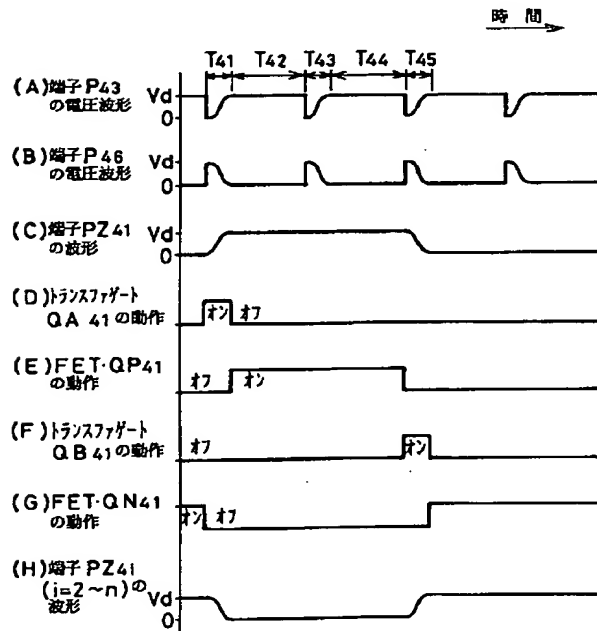 時間
T41 T42 T43 T44 T45
(A)端子P43
の電圧波形
Vd
0
(B)端子P46
の電圧波形
Vd
0
(C)端子PZ41
の波形
Vd
0
(D)トランスファゲート
QA41の動作
オン オフ
(E)FET·QP41
の動作
オフ オン
(F)トランスファゲート
QB41の動作
オフ オン
(G)FET·QN41
の動作
オン オフ
(H)端子PZ4i
(i=2~n)の
波形
Vd
0